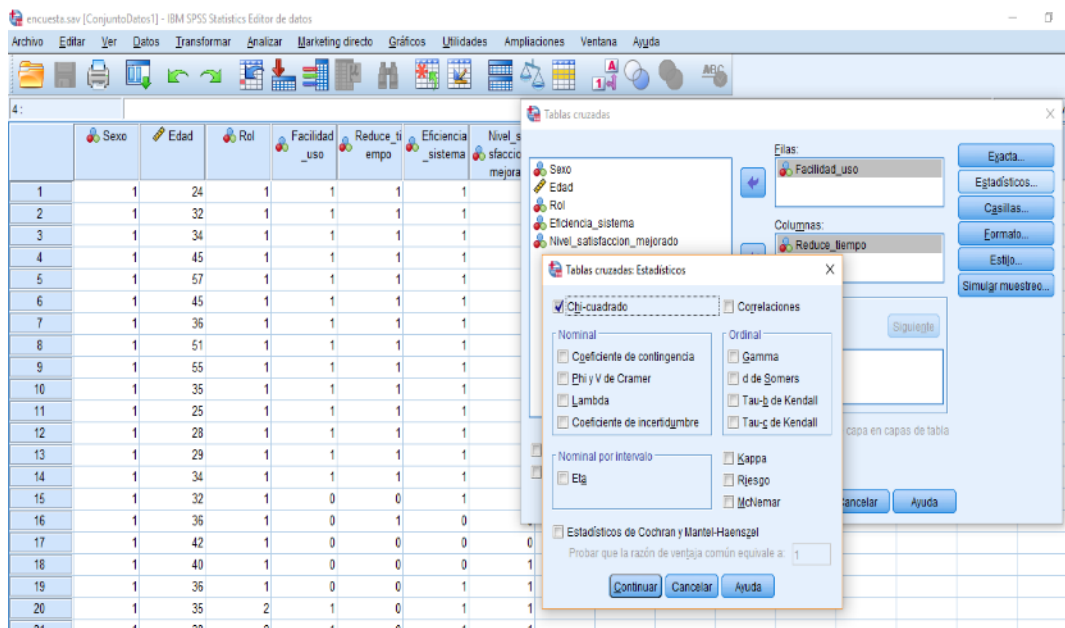 encuesta.sav [ConjuntoDatos1] - IBM SPSS Statistics Editor de datos
Archivo Editar Ver Datos Transformar Analizar Marketing directo Gráficos Utilidades Ampliaciones Ventana Ayuda
4 :
Sexo Edad Rol Facilidad_uso Reduce_tiempo Eficiencia_sistema Nivel_s
sfaccio
mejora
1 1 24 1 1 1 1
2 1 32 1 1 1 1
3 1 34 1 1 1 1
4 1 45 1 1 1 1
5 1 57 1 1 1 1
6 1 45 1 1 1 1
7 1 36 1 1 1 1
8 1 51 1 1 1 1
9 1 55 1 1 1 1
10 1 35 1 1 1 1
11 1 25 1 1 1 1
12 1 28 1 1 1 1
13 1 29 1 1 1 1
14 1 34 1 1 1 1
15 1 32 1 0 0 1
16 1 36 1 0 1 0
17 1 42 1 0 0 0 0
18 1 40 1 0 0 0 1
19 1 36 1 0 0 1 1
20 1 35 2 1 0 1 1
Tablas cruzadas
Sexo
Edad
Rol
Eficiencia_sistema
Nivel_satisfaccion_mejorado
Filas:
Facilidad_uso
Columnas:
Reduce_tiempo
Exacta...
Estadísticos...
Casillas...
Formato...
Estilo...
Simular muestreo...
Siguiente
capa en capas de tabla
Cancelar Ayuda
Tablas cruzadas: Estadísticos
Chi-cuadrado Correlaciones
Nominal
Coeficiente de contingencia
Phi y V de Cramer
Lambda
Coeficiente de incertidumbre
Ordinal
Gamma
d de Somers
Tau-b de Kendall
Tau-c de Kendall
Nominal por intervalo
Eta
Kappa
Riesgo
McNemar
Estadísticos de Cochran y Mantel-Haenszel
Probar que la razón de ventaja común equivale a: 1
Continuar Cancelar Ayuda